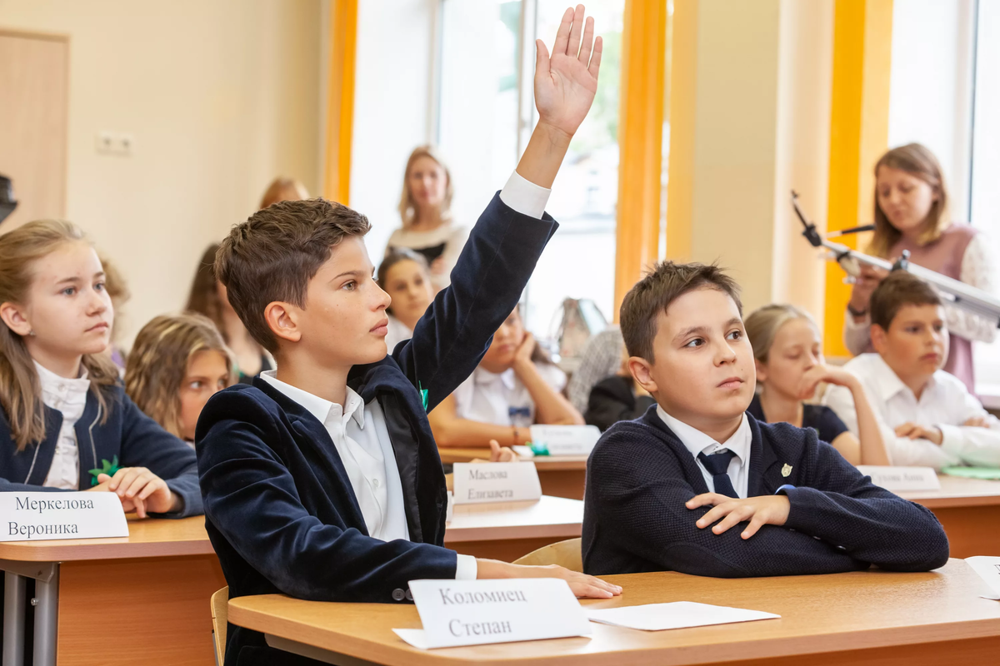 Меркелова
Вероника
Маслова
Елизавета
Коломиец
Степан